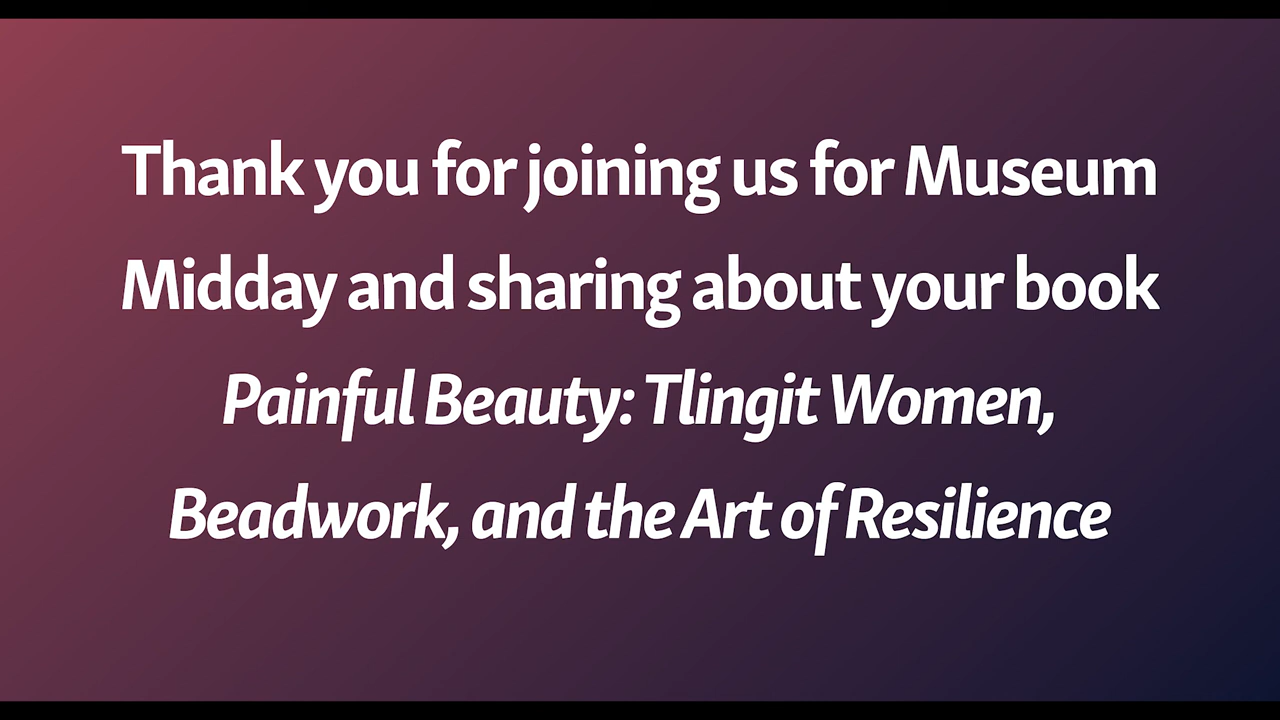 Thank you for joining us for Museum
Midday and sharing about your book
Painful Beauty: Tlingit Women,
Beadwork, and the Art of Resilience